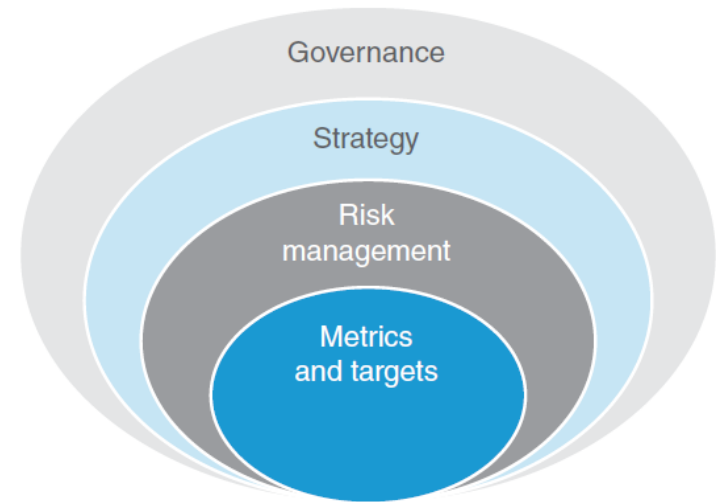 Governance
Strategy
Risk
management
Metrics
and targets